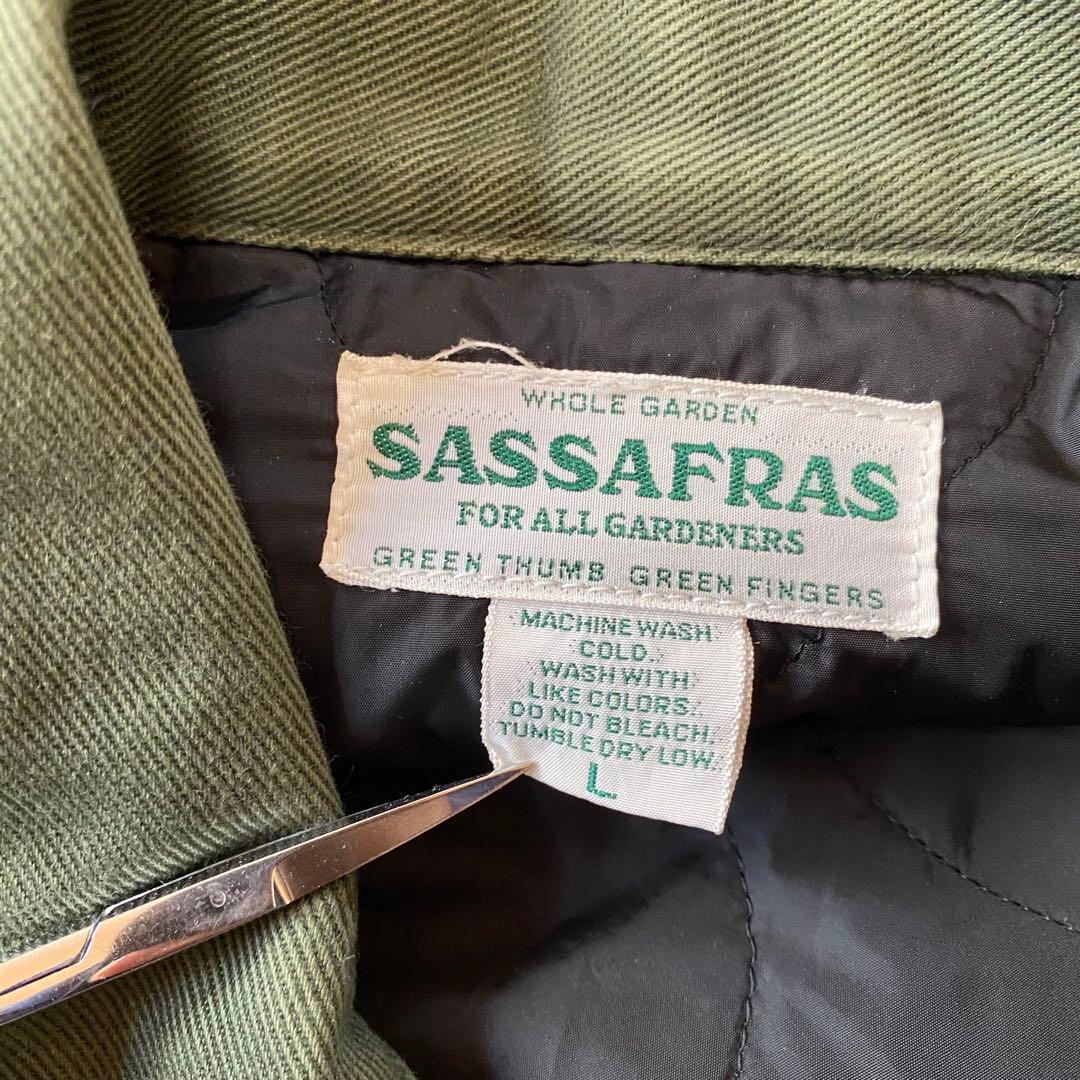 WHOLE GARDEN
SASSAFRAS
FOR ALL GARDENERS
GREEN THUMB GREEN FINGERS
MACHINE WASH
COLD.
WASH WITH
LIKE COLORS.
DO NOT BLEACH.
TUMBLE DRY LOW.
L